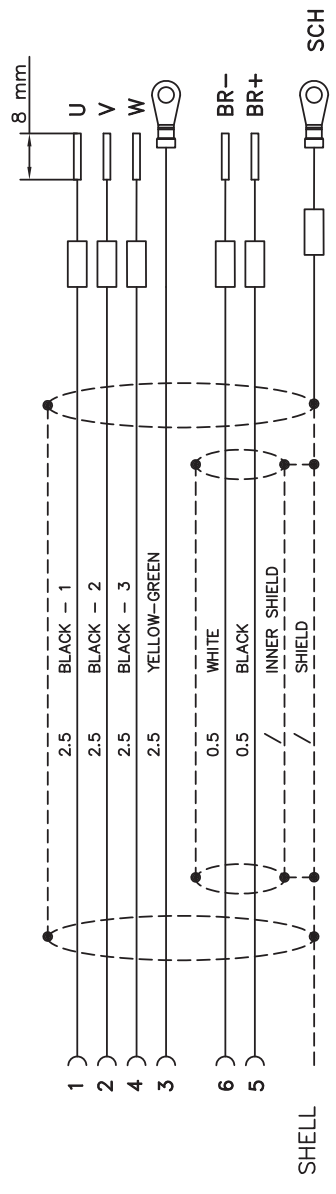 8 mm
1 2.5 BLACK - 1 U
2 2.5 BLACK - 2 V
4 2.5 BLACK - 3 W
3 2.5 YELLOW-GREEN
6 0.5 WHITE BR-
5 0.5 BLACK BR+
/ INNER SHIELD
SHELL / SHIELD SCH